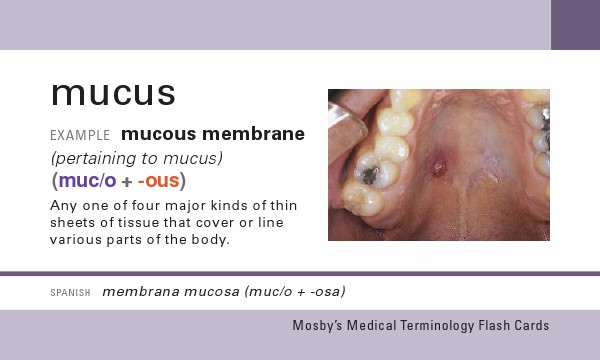 mucus
EXAMPLE mucous membrane
(pertaining to mucus)
(muc/o + -ous)
Any one of four major kinds of thin
sheets of tissue that cover or line
various parts of the body.
SPANISH membrana mucosa (muc/o + -osa)
Mosby's Medical Terminology Flash Cards